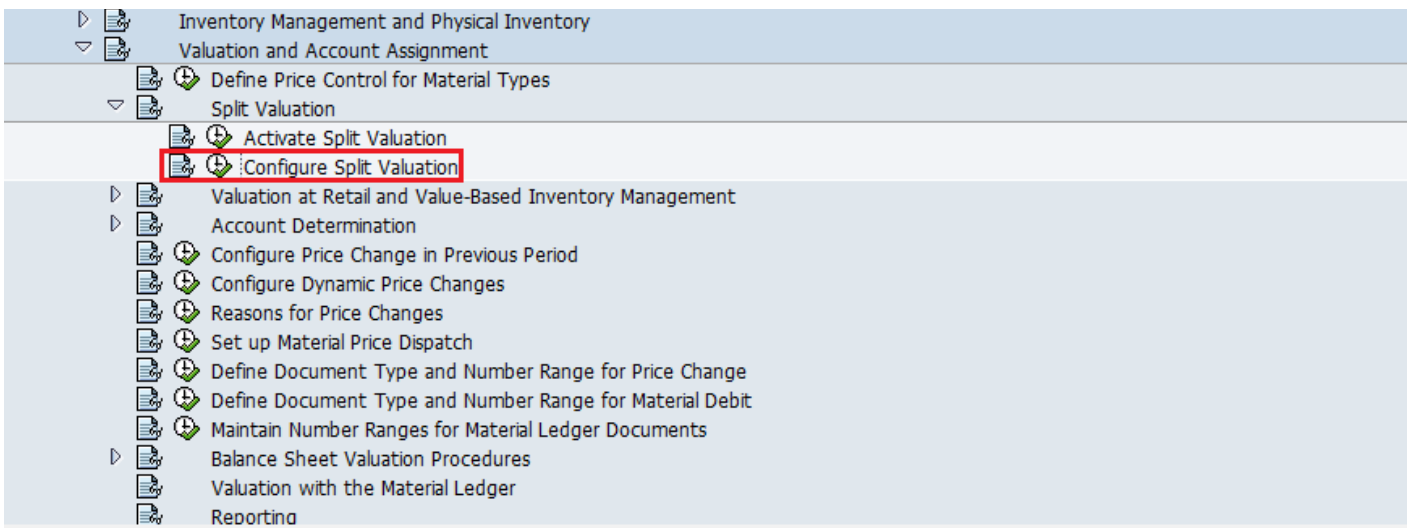 Inventory Management and Physical Inventory
Valuation and Account Assignment
Define Price Control for Material Types
Split Valuation
Activate Split Valuation
Configure Split Valuation
Valuation at Retail and Value-Based Inventory Management
Account Determination
Configure Price Change in Previous Period
Configure Dynamic Price Changes
Reasons for Price Changes
Set up Material Price Dispatch
Define Document Type and Number Range for Price Change
Define Document Type and Number Range for Material Debit
Maintain Number Ranges for Material Ledger Documents
Balance Sheet Valuation Procedures
Valuation with the Material Ledger
Reporting